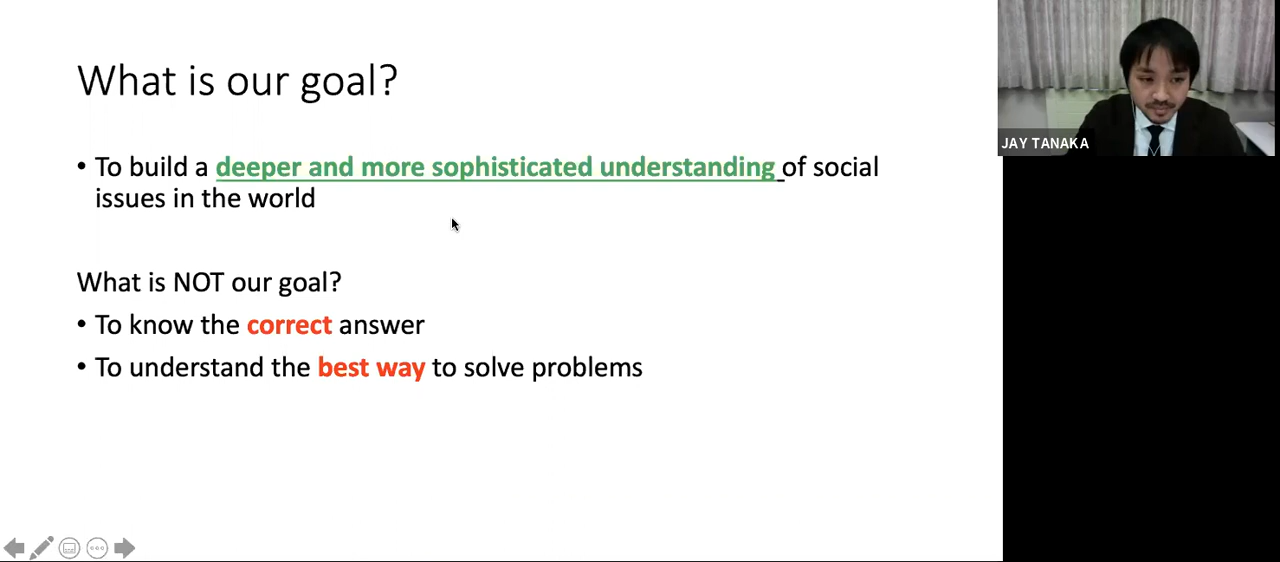 What is our goal?
• To build a deeper and more sophisticated understanding of social
issues in the world
What is NOT our goal?
• To know the correct answer
• To understand the best way to solve problems
JAY TANAKA